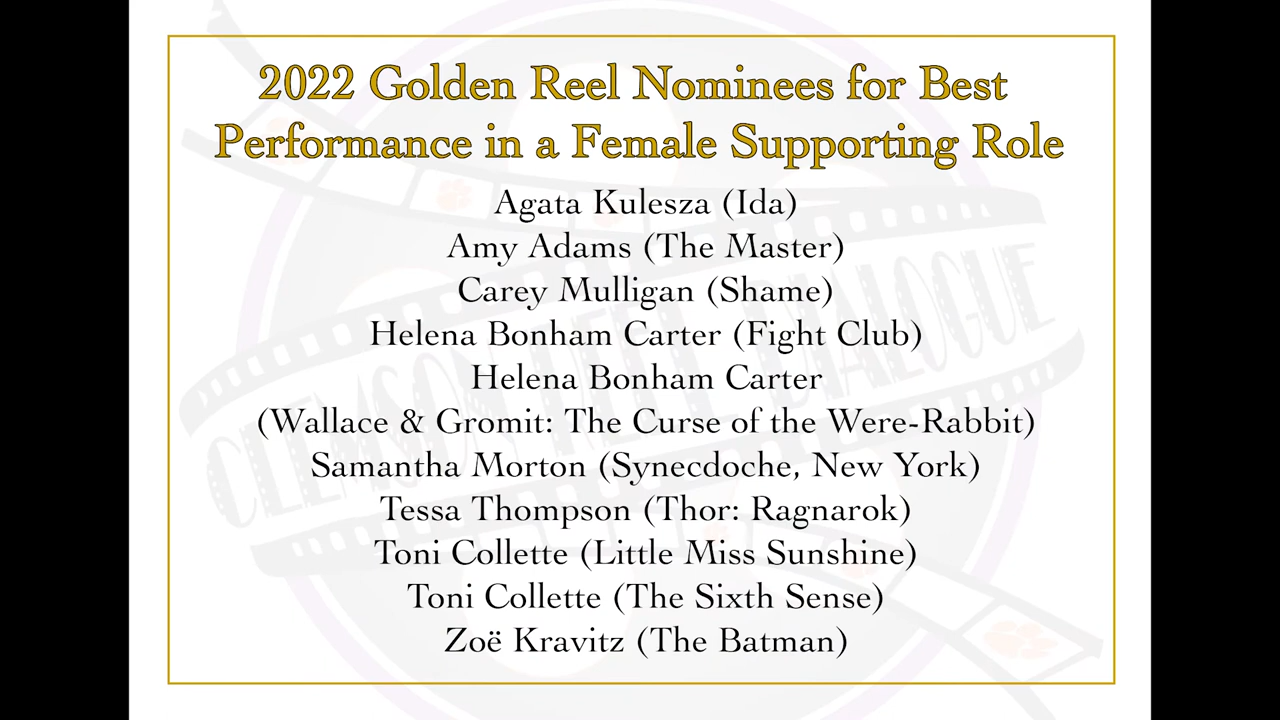 2022 Golden Reel Nominees for Best
Performance in a Female Supporting Role
Agata Kulesza (Ida)
Amy Adams (The Master)
Carey Mulligan (Shame)
Helena Bonham Carter (Fight Club)
Helena Bonham Carter
(Wallace & Gromit: The Curse of the Were-Rabbit)
Samantha Morton (Synecdoche, New York)
Tessa Thompson (Thor: Ragnarok)
Toni Collette (Little Miss Sunshine)
Toni Collette (The Sixth Sense)
Zoë Kravitz (The Batman)
CLEMSON REEL DIALOGUE